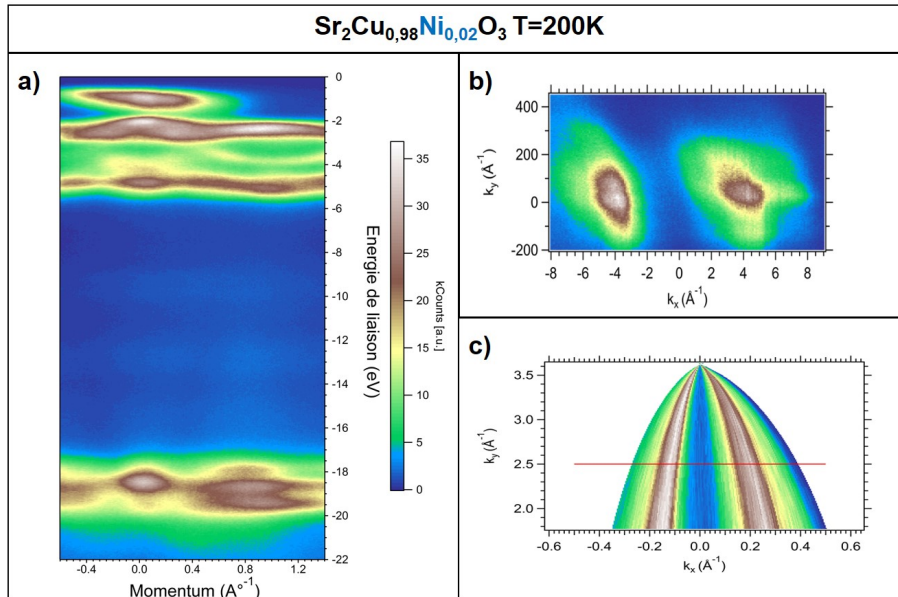 Sr₂Cu₀,₉₈Ni₀,₀₂O₃ T=200K
a)
0
-2
-4
-6
-8
-10
-12
-14
-16
-18
-20
-22
Energie de liaison (eV)
-0.4 0.0 0.4 0.8 1.2
Momentum (A°⁻¹)
35
30
25
20
15
10
5
0
kCounts [a.u.]
b)
400
200
0
-200
ky (Å⁻¹)
-8 -6 -4 -2 0 2 4 6 8
kx (Å⁻¹)
c)
3.5
3.0
2.5
2.0
ky (Å⁻¹)
-0.6 -0.4 -0.2 0.0 0.2 0.4 0.6
kx (Å⁻¹)